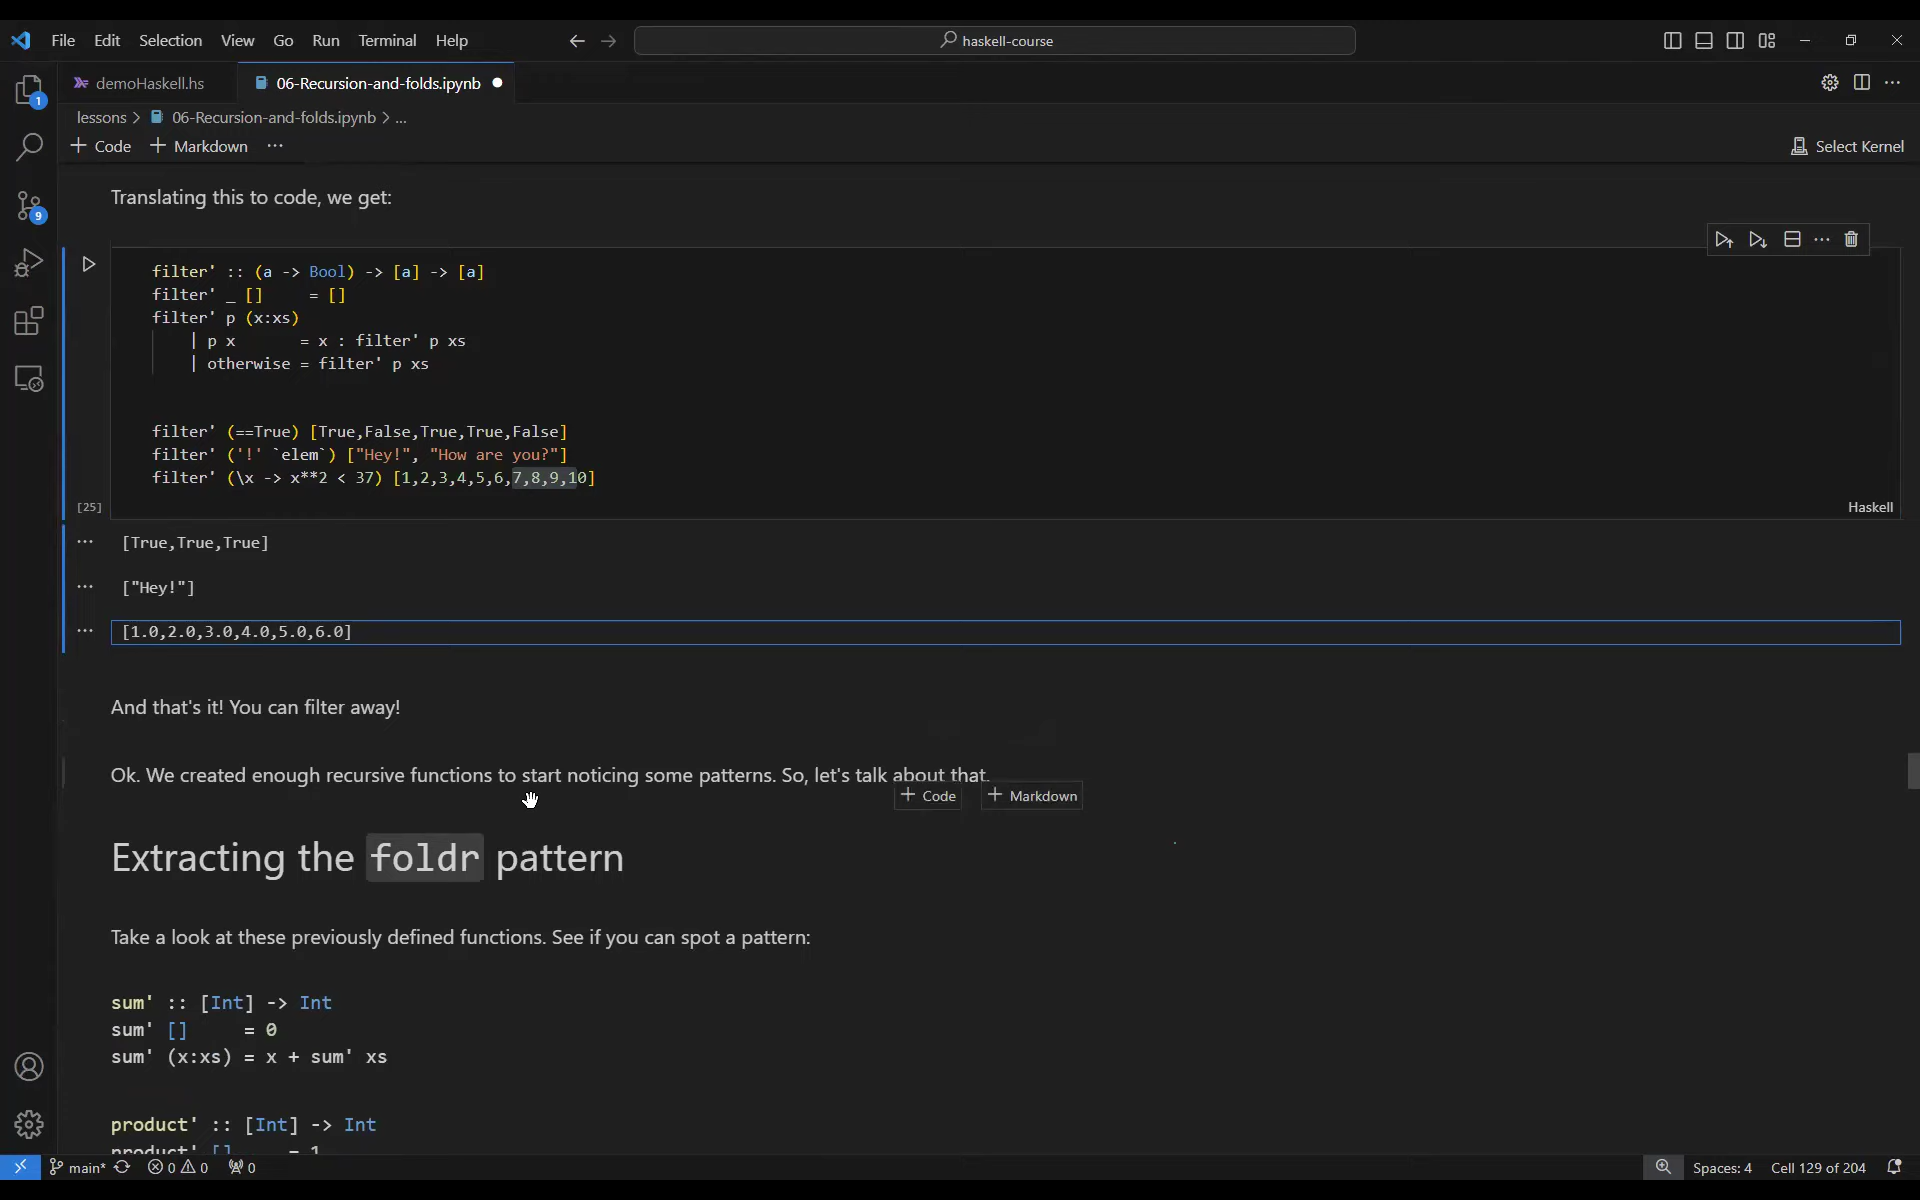 File Edit Selection View Go Run Terminal Help haskell-course
1 demoHaskell.hs 06-Recursion-and-folds.ipynb
lessons > 06-Recursion-and-folds.ipynb > ...
+ Code + Markdown ... Select Kernel
9
Translating this to code, we get:
filter' :: (a -> Bool) -> [a] -> [a]
filter' _ []    = []
filter' p (x:xs)
| p x       = x : filter' p xs
| otherwise = filter' p xs
filter' (==True) [True,False,True,True,False]
filter' ('!' `elem`) ["Hey!", "How are you?"]
filter' (\x -> x**2 < 37) [1,2,3,4,5,6,7,8,9,10]
[25] Haskell
... [True,True,True]
... ["Hey!"]
... [1.0,2.0,3.0,4.0,5.0,6.0]
And that's it! You can filter away!
Ok. We created enough recursive functions to start noticing some patterns. So, let's talk about that.
+ Code + Markdown
Extracting the foldr pattern
Take a look at these previously defined functions. See if you can spot a pattern:
sum' :: [Int] -> Int
sum' []     = 0
sum' (x:xs) = x + sum' xs
product' :: [Int] -> Int
product' []     = 1
main* 0 0 0 Spaces: 4 Cell 129 of 204